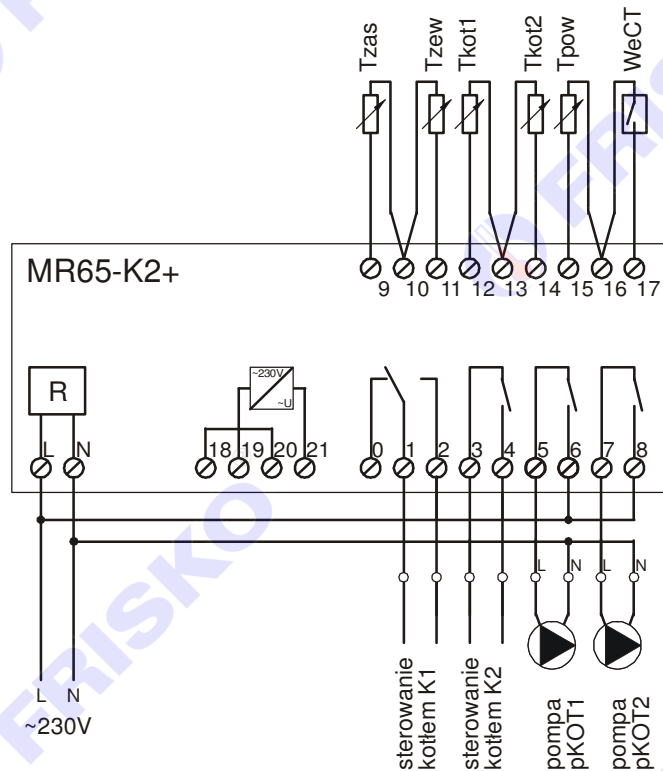 Tzas
Tzew
Tkot1
Tkot2
Tpow
WeCT
MR65-K2+
9 10 11 12 13 14 15 16 17
R
~230V
~U
L N 18 19 20 21 0 1 2 3 4 5 6 7 8
L N L N
L N
~230V
sterowanie
kotłem K1
sterowanie
kotłem K2
pompa
pKOT1
pompa
pKOT2
FRISKO
FRISKO
FRIS